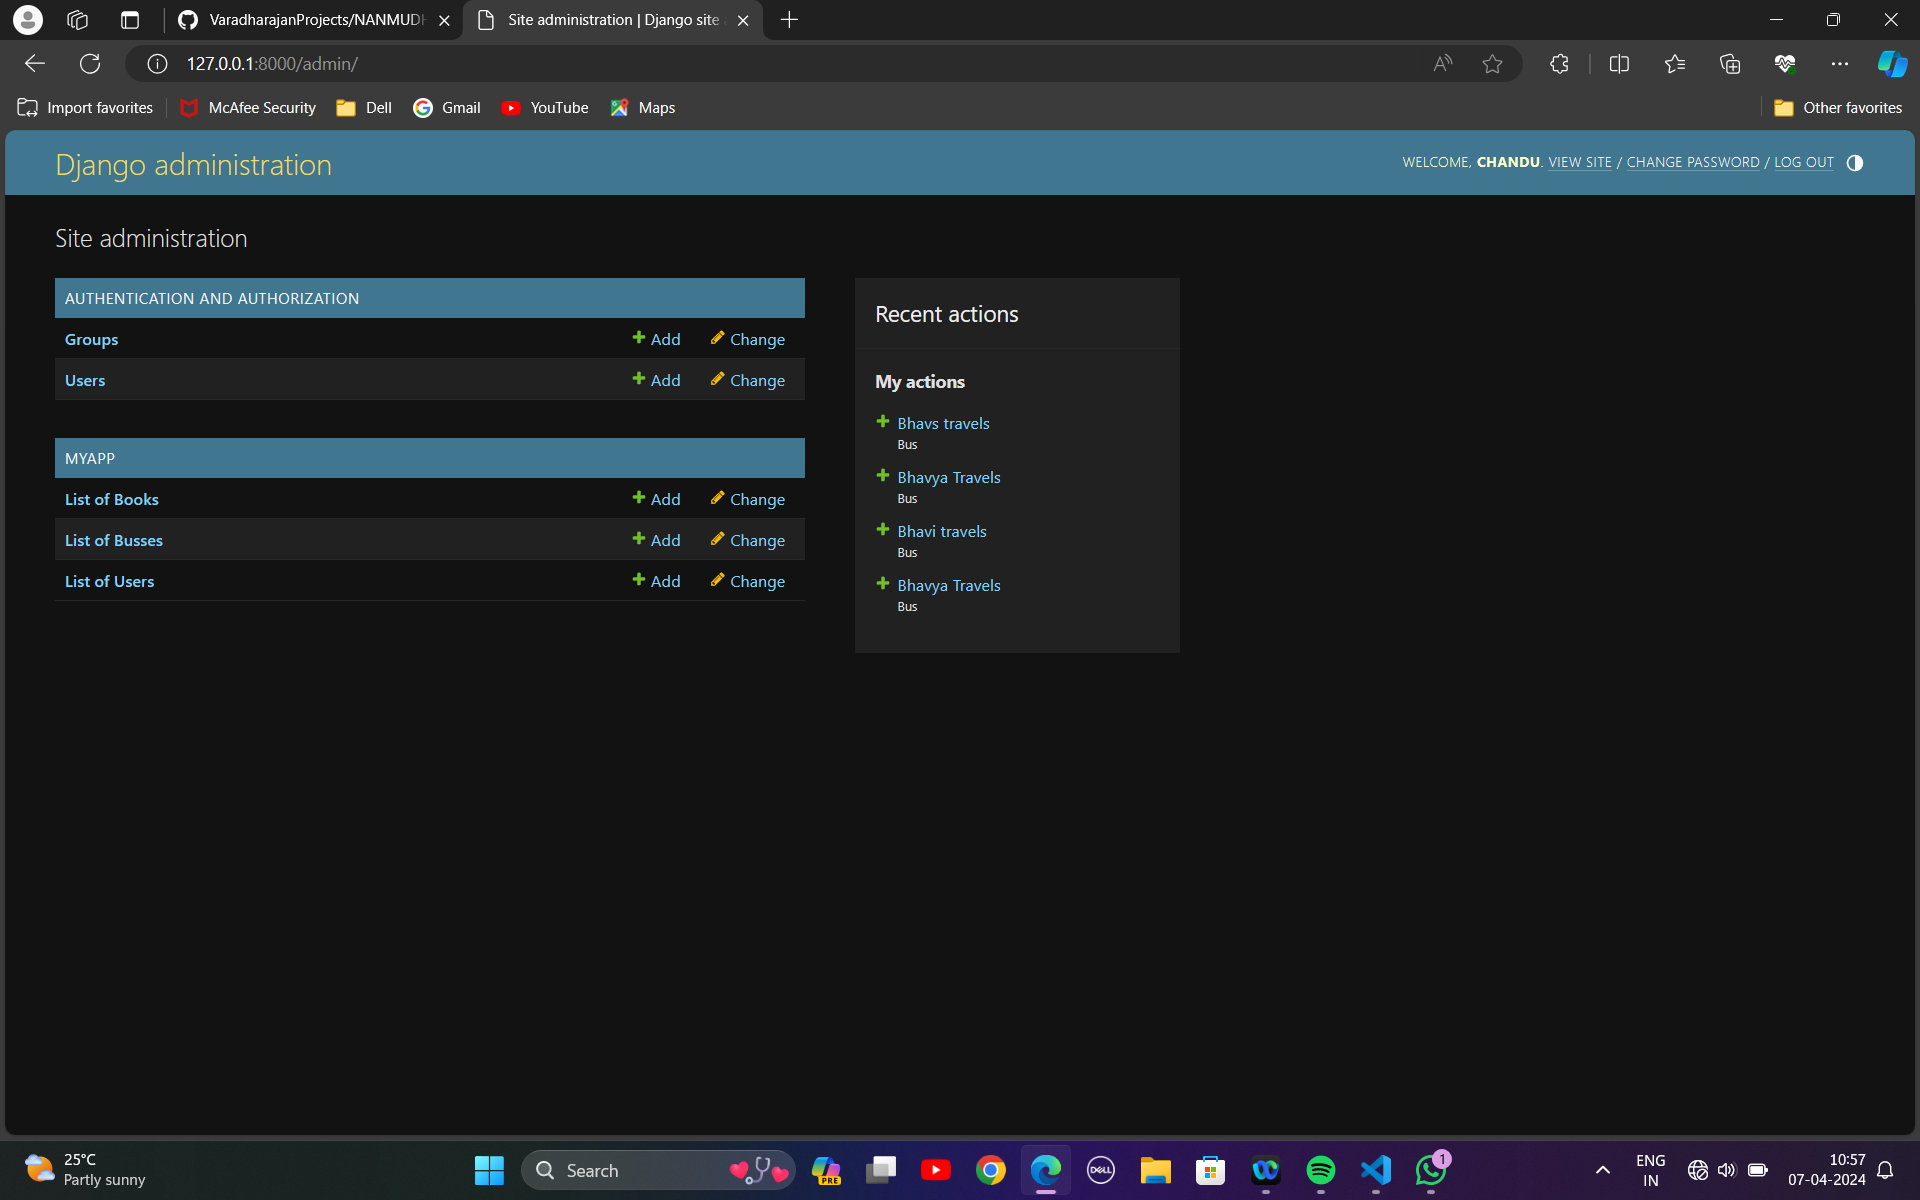 VaradharajanProjects/NANMUDH
Site administration | Django site
127.0.0.1:8000/admin/
Import favorites
McAfee Security
Dell
Gmail
YouTube
Maps
Other favorites
Django administration
WELCOME, CHANDU. VIEW SITE / CHANGE PASSWORD / LOG OUT
Site administration
AUTHENTICATION AND AUTHORIZATION
Groups Add Change
Users Add Change
MYAPP
List of Books Add Change
List of Busses Add Change
List of Users Add Change
Recent actions
My actions
Bhavs travels
Bus
Bhavya Travels
Bus
Bhavi travels
Bus
Bhavya Travels
Bus
25°C
Partly sunny
Search
PRE
DELL
1
ENG
IN
10:57
07-04-2024